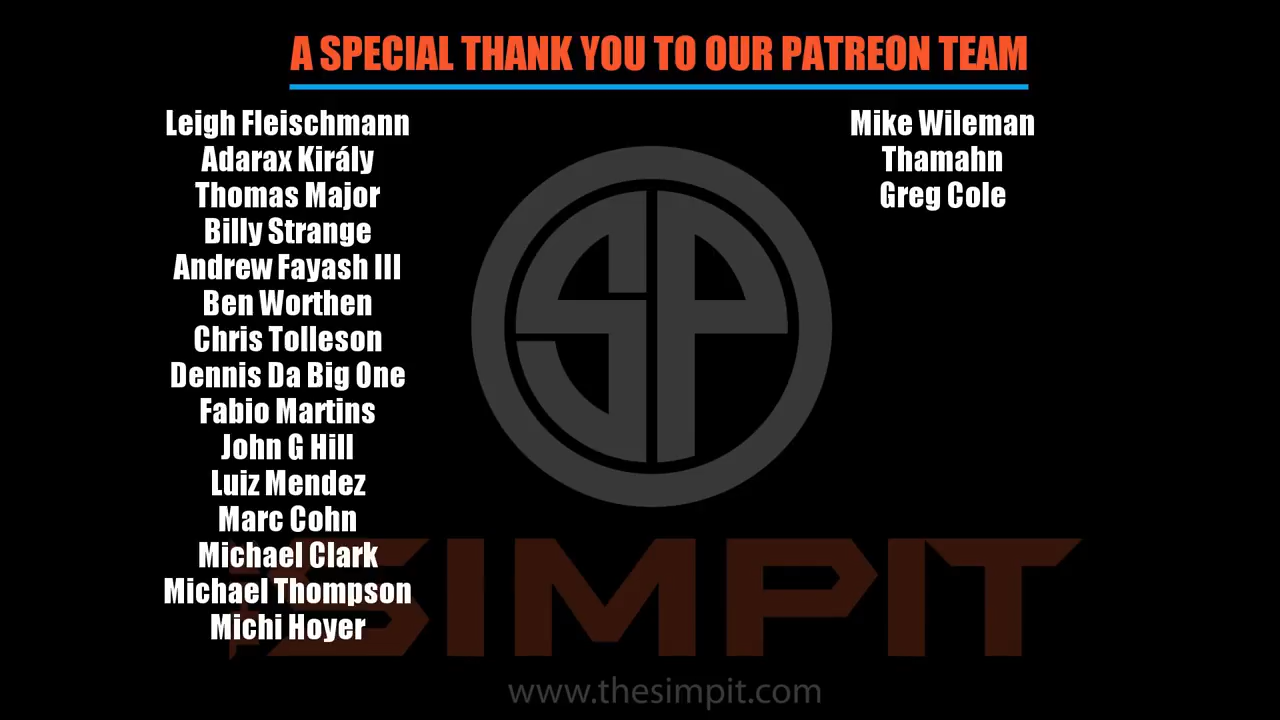 A SPECIAL THANK YOU TO OUR PATREON TEAM
Leigh Fleischmann
Adarax Király
Thomas Major
Billy Strange
Andrew Fayash III
Ben Worthen
Chris Tolleson
Dennis Da Big One
Fabio Martins
John G Hill
Luiz Mendez
Marc Cohn
Michael Clark
Michael Thompson
Michi Hoyer
Mike Wileman
Thamahn
Greg Cole
SP
THE SIMPIT
www.thesimpit.com